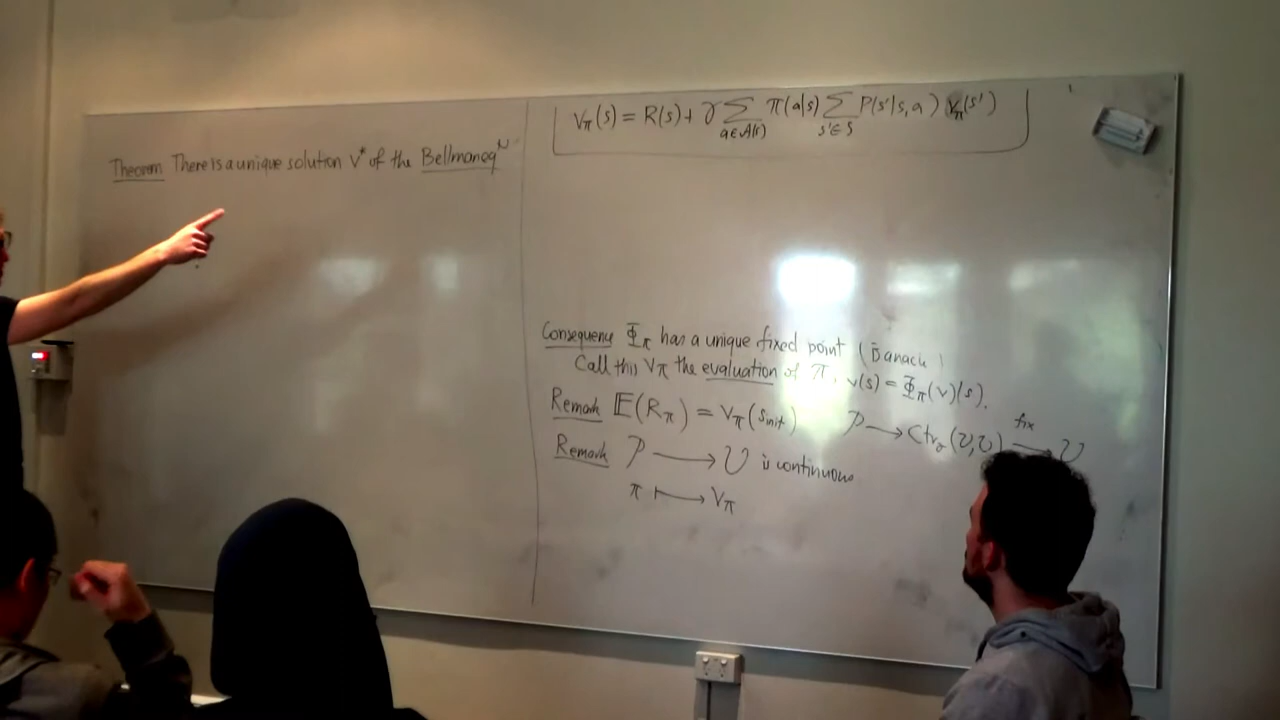 Theorem There is a unique solution V* of the Bellman eqN
Vπ(s) = R(s) + γ ∑a∈A(s) π(a|s) ∑s'∈S P(s'|s,a) Vπ(s')
Consequence Φπ has a unique fixed point (Banach)
Call this Vπ the evaluation of π, v(s) = Φπ(v)(s).
Remark 𝔼(Rπ) = Vπ(sinit) P → Ctrγ(V,V) fix→ V
Remark P → V is continuous
π ↦ Vπ